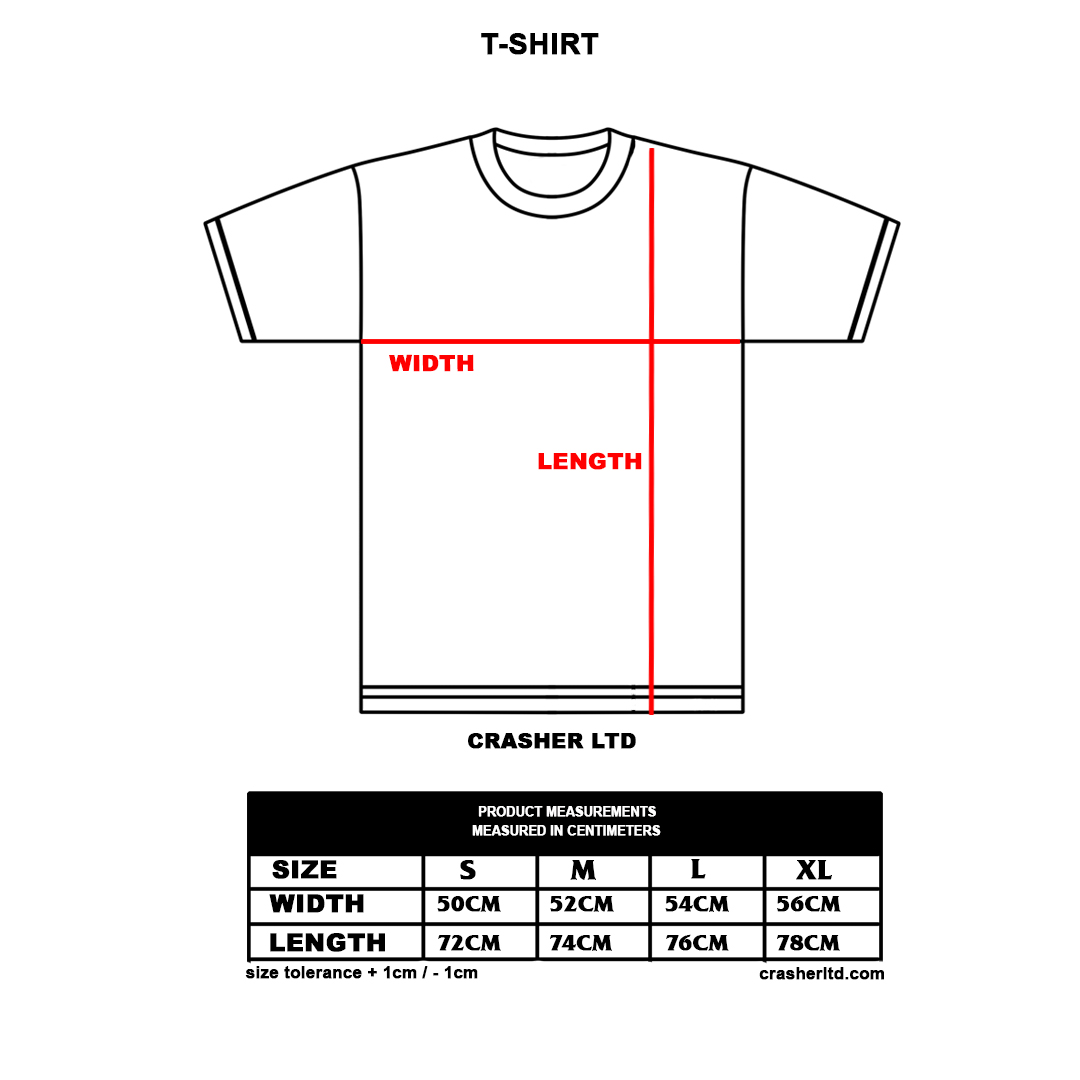 T-SHIRT
WIDTH
LENGTH
CRASHER LTD
PRODUCT MEASUREMENTS
MEASURED IN CENTIMETERS
SIZE S M L XL
WIDTH 50CM 52CM 54CM 56CM
LENGTH 72CM 74CM 76CM 78CM
size tolerance + 1cm / - 1cm crasherltd.com